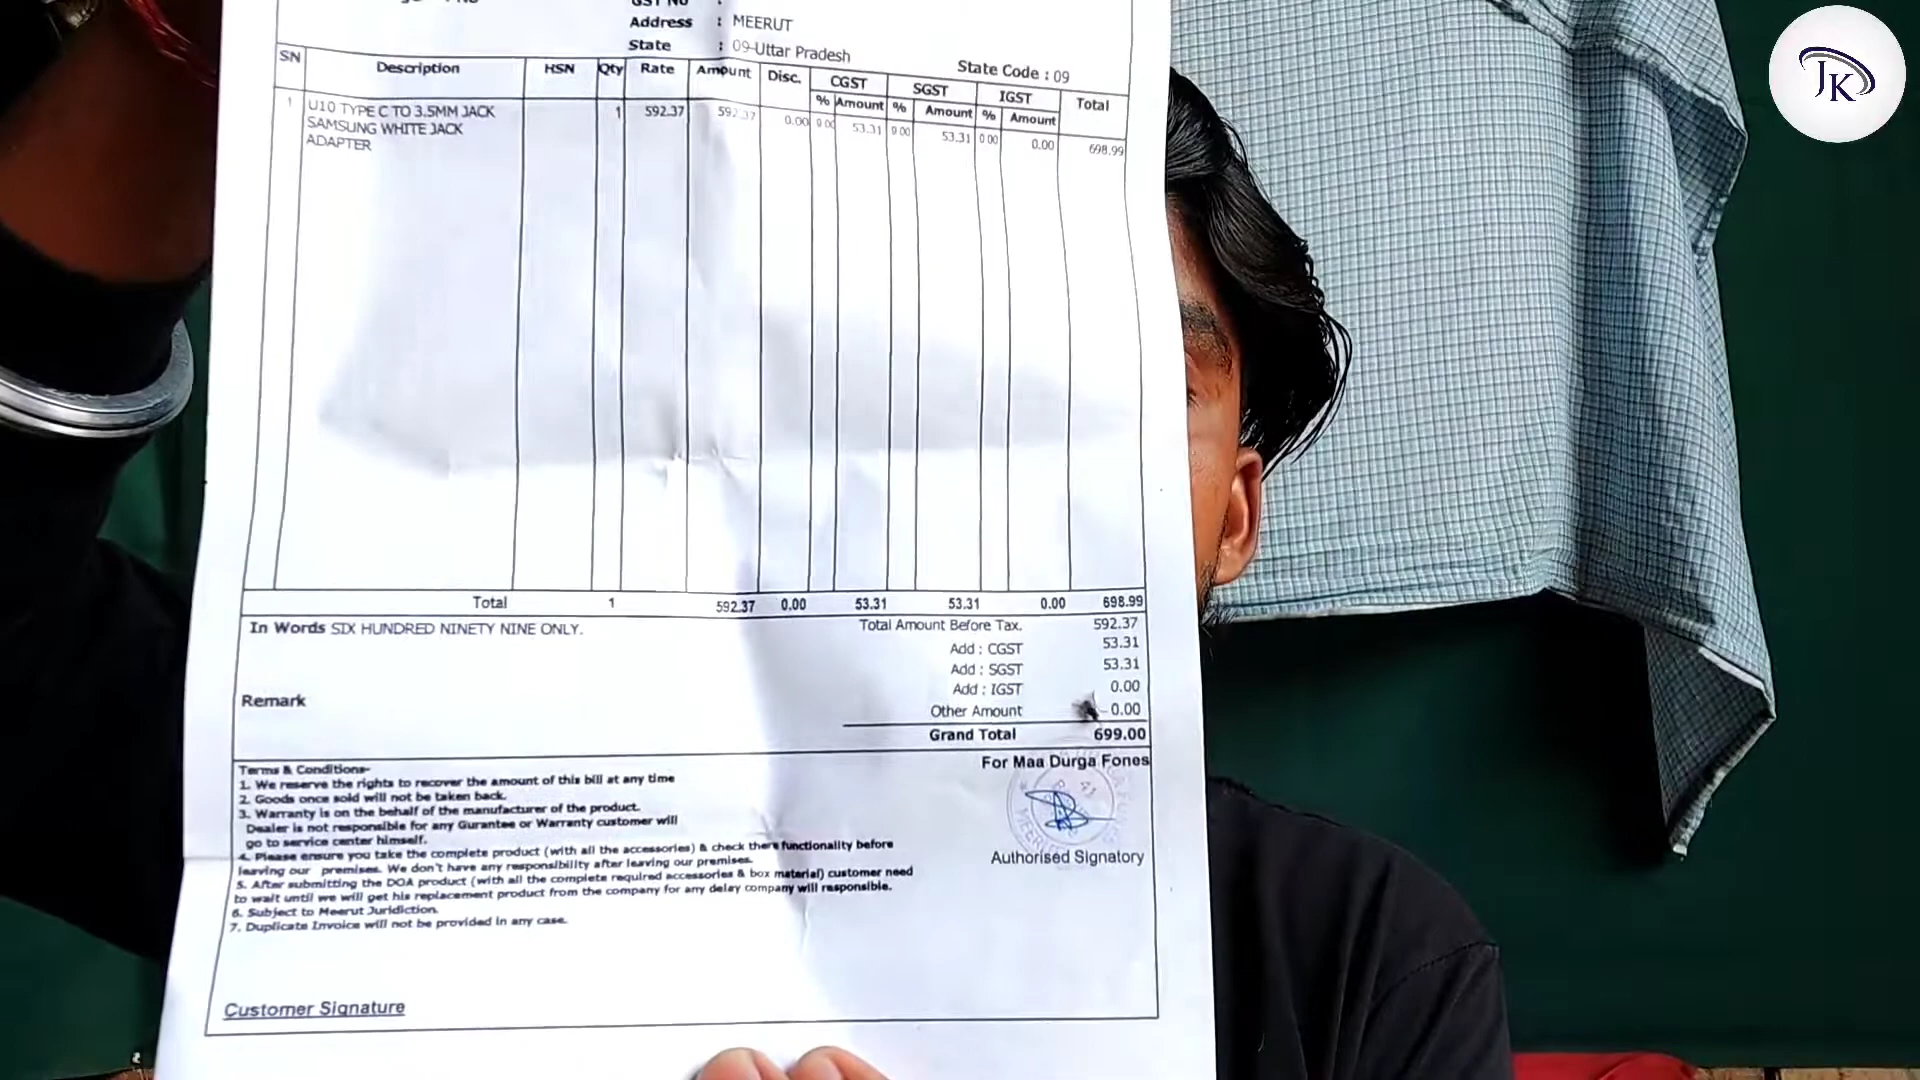 Address : MEERUT
State : 09-Uttar Pradesh State Code : 09
SN Description HSN Qty Rate Amount Disc. CGST SGST IGST Total
% Amount % Amount % Amount
1 U10 TYPE C TO 3.5MM JACK 1 592.37 592.37 0.00 9.00 53.31 9.00 53.31 0.00 0.00 698.99
SAMSUNG WHITE JACK
ADAPTER
Total 1 592.37 0.00 53.31 53.31 0.00 698.99
In Words SIX HUNDRED NINETY NINE ONLY.
Total Amount Before Tax. 592.37
Add : CGST 53.31
Add : SGST 53.31
Add : IGST 0.00
Remark
Other Amount 0.00
Grand Total 699.00
For Maa Durga Fones
Terms & Conditions-
1. We reserve the rights to recover the amount of this bill at any time
2. Goods once sold will not be taken back.
3. Warranty is on the behalf of the manufacturer of the product.
Dealer is not responsible for any Gurantee or Warranty customer will
go to service center himself.
4. Please ensure you take the complete product (with all the accessories) & check there functionality before
leaving our premises. We don't have any responsibility after leaving our premises.
5. After submitting the DOA product (with all the complete required accessories & box material) customer need
to wait until we will get his replacement product from the company for any delay company will responsible.
6. Subject to Meerut Juridiction.
7. Duplicate Invoice will not be provided in any case.
Authorised Signatory
Customer Signature
JK